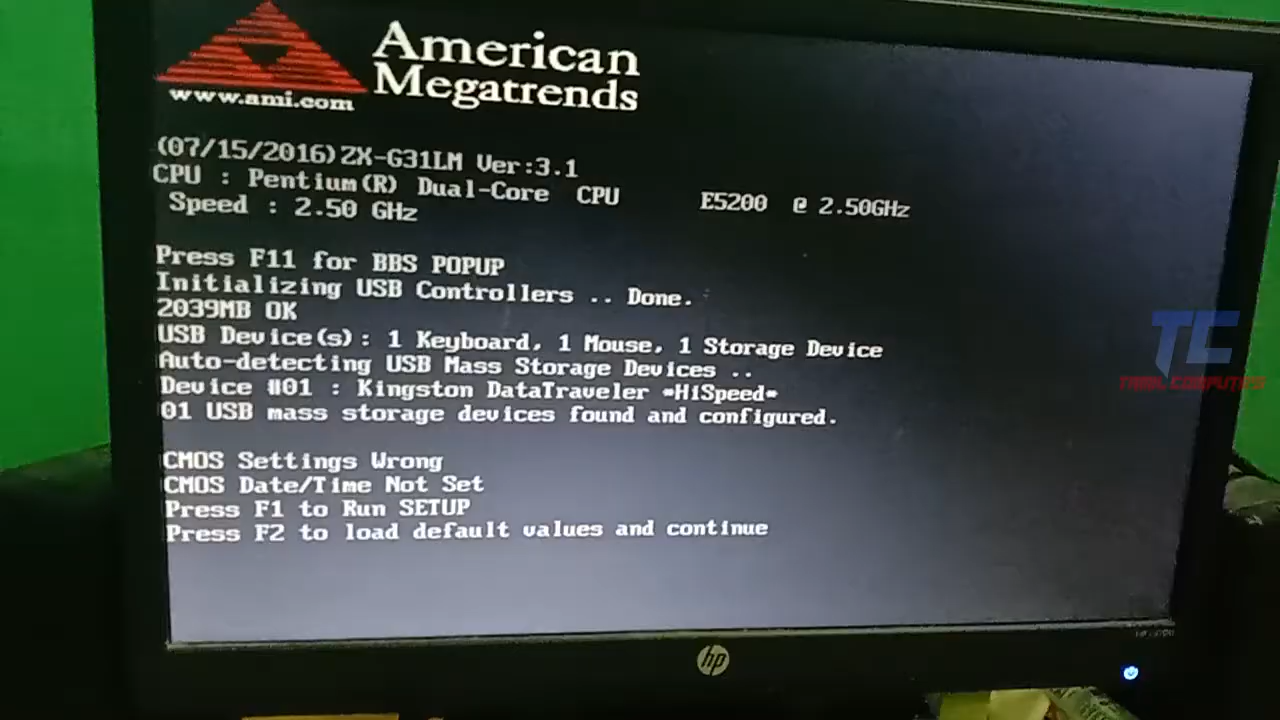 American
Megatrends
www.ami.com
(07/15/2016)ZX-G31LM Ver:3.1
CPU : Pentium(R) Dual-Core CPU E5200 @ 2.50GHz
Speed : 2.50 GHz
Press F11 for BBS POPUP
Initializing USB Controllers .. Done.
2039MB OK
USB Device(s): 1 Keyboard, 1 Mouse, 1 Storage Device
Auto-detecting USB Mass Storage Devices ..
Device #01 : Kingston DataTraveler *HiSpeed*
01 USB mass storage devices found and configured.
CMOS Settings Wrong
CMOS Date/Time Not Set
Press F1 to Run SETUP
Press F2 to load default values and continue
TC
hp